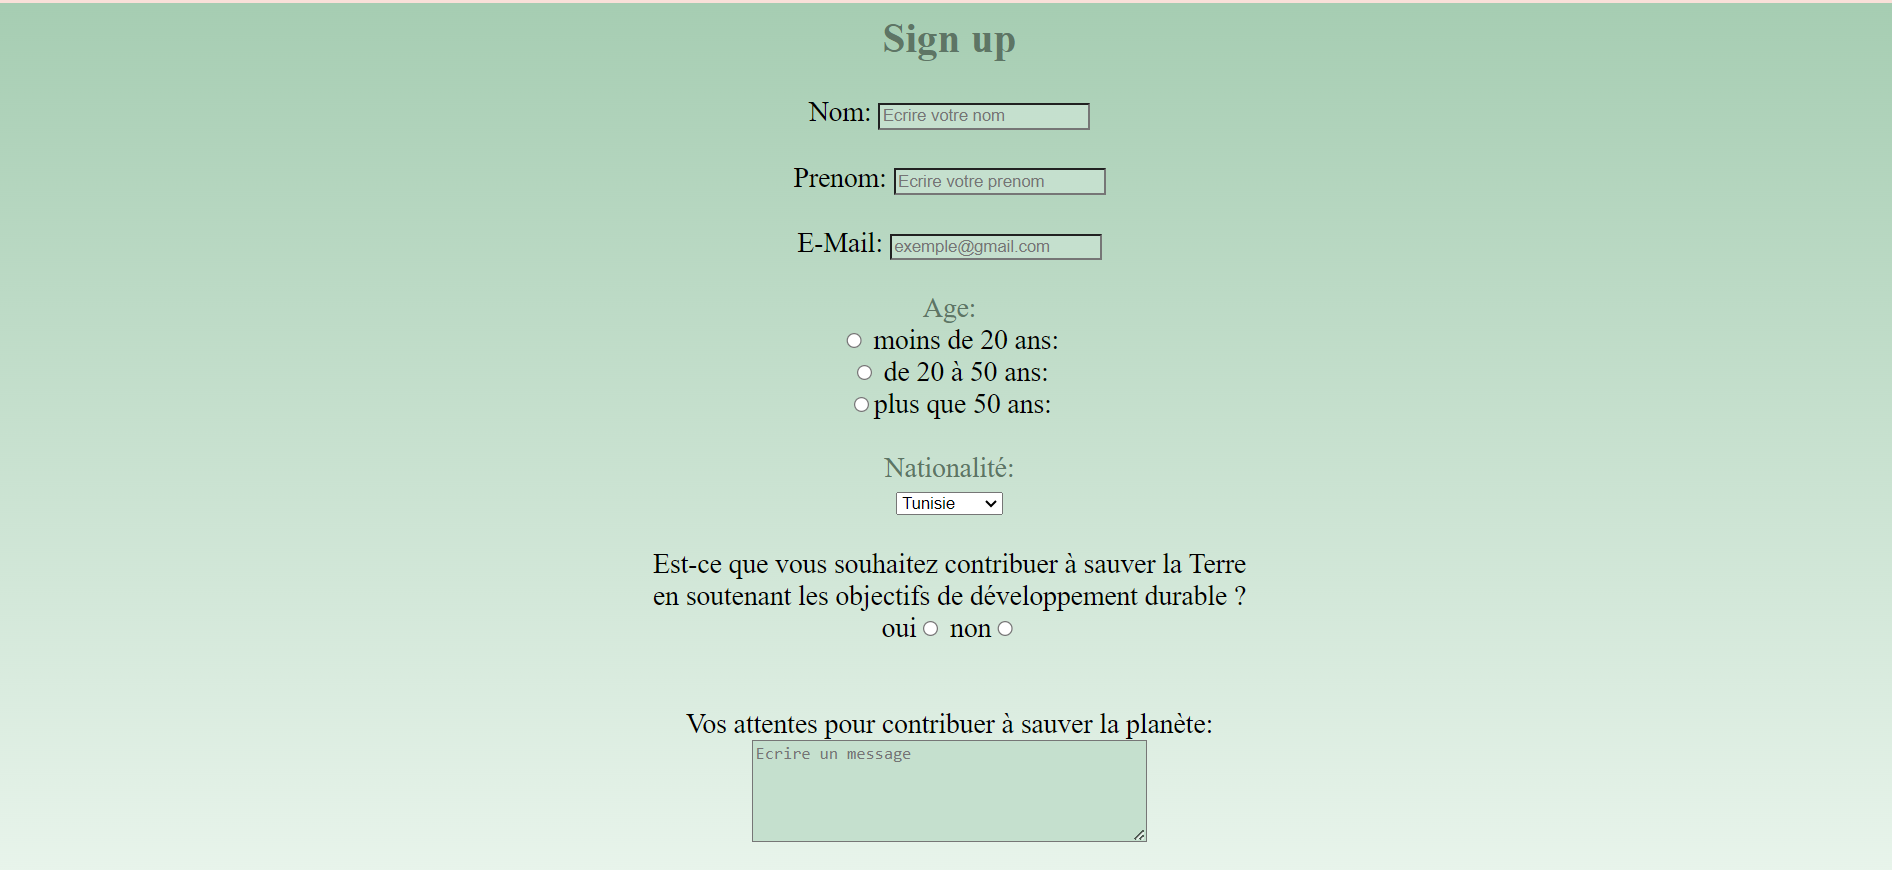 Sign up
Nom: Ecrire votre nom
Prenom: Ecrire votre prenom
E-Mail: exemple@gmail.com
Age:
moins de 20 ans:
de 20 à 50 ans:
plus que 50 ans:
Nationalité:
Tunisie
Est-ce que vous souhaitez contribuer à sauver la Terre
en soutenant les objectifs de développement durable ?
oui non
Vos attentes pour contribuer à sauver la planète:
Ecrire un message